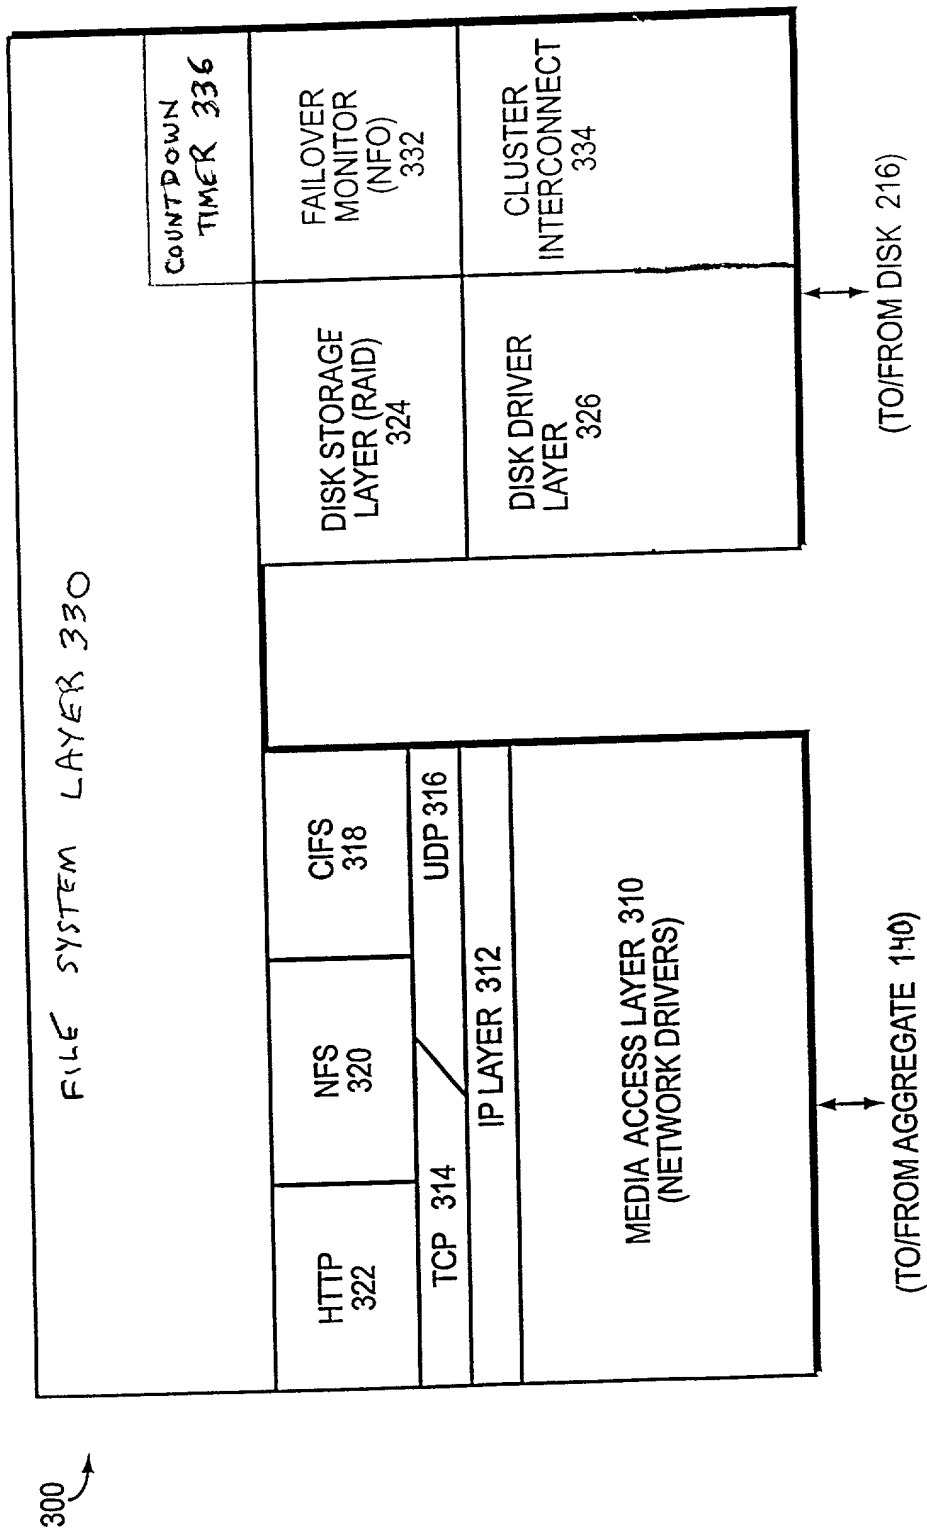 300
FILE SYSTEM LAYER 330
COUNTDOWN
TIMER 336
HTTP
322
NFS
320
CIFS
318
DISK STORAGE
LAYER (RAID)
324
FAILOVER
MONITOR
(NFO)
332
TCP 314
UDP 316
IP LAYER 312
DISK DRIVER
LAYER
326
CLUSTER
INTERCONNECT
334
MEDIA ACCESS LAYER 310
(NETWORK DRIVERS)
(TO/FROM AGGREGATE 140)
(TO/FROM DISK 216)